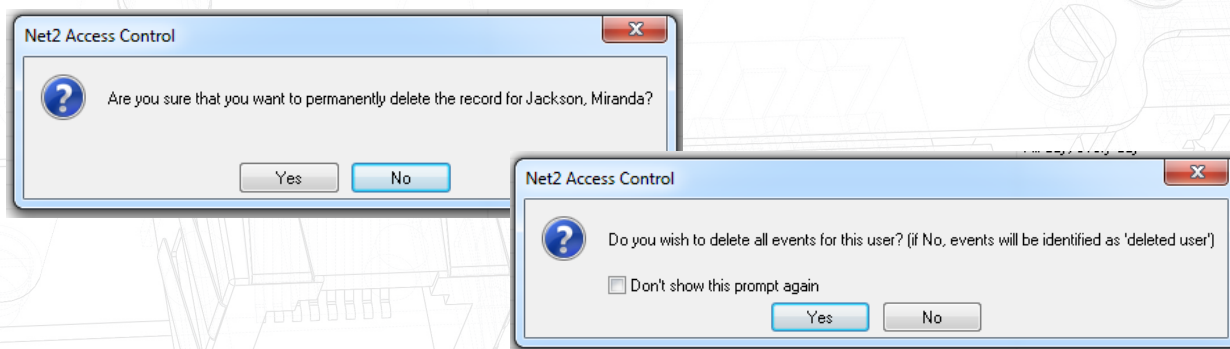 Net2 Access Control
Are you sure that you want to permanently delete the record for Jackson, Miranda?
Yes No
Net2 Access Control
Do you wish to delete all events for this user? (if No, events will be identified as 'deleted user')
Don't show this prompt again
Yes No